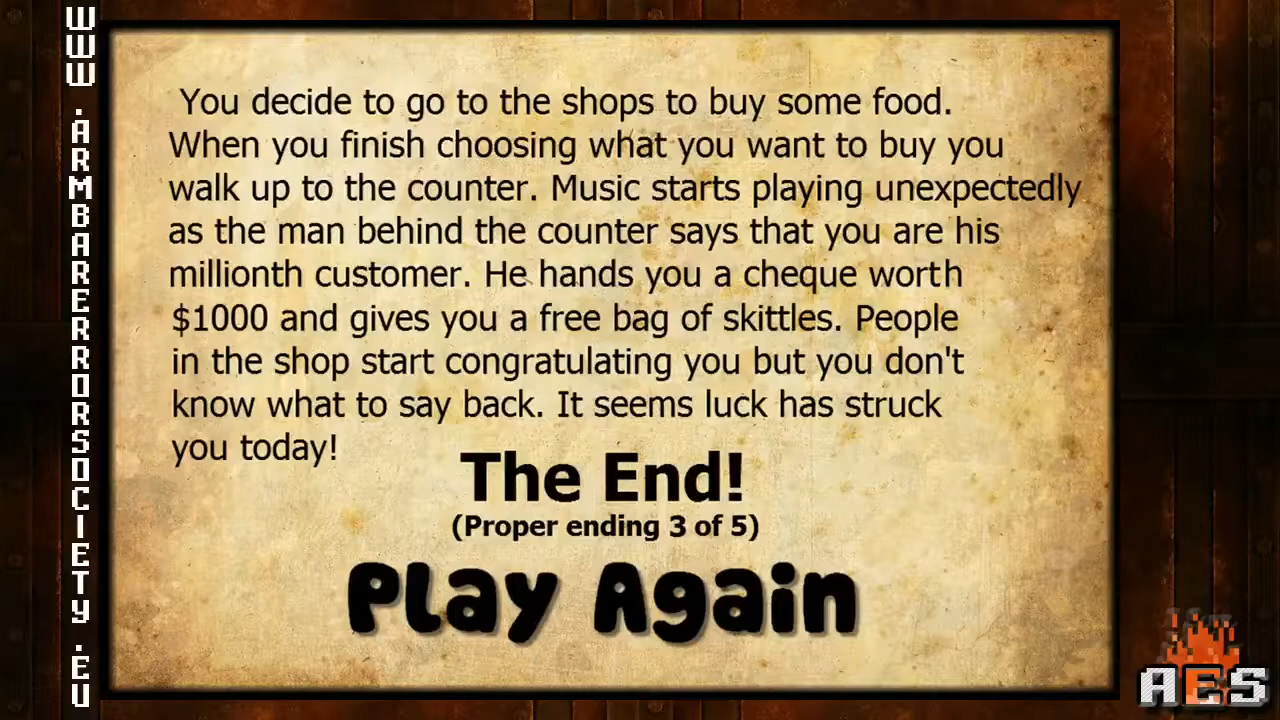 WWW.ARMBARERRORSOCIETY.EU
You decide to go to the shops to buy some food.
When you finish choosing what you want to buy you
walk up to the counter. Music starts playing unexpectedly
as the man behind the counter says that you are his
millionth customer. He hands you a cheque worth
$1000 and gives you a free bag of skittles. People
in the shop start congratulating you but you don't
know what to say back. It seems luck has struck
you today!
The End!
(Proper ending 3 of 5)
Play Again
AES